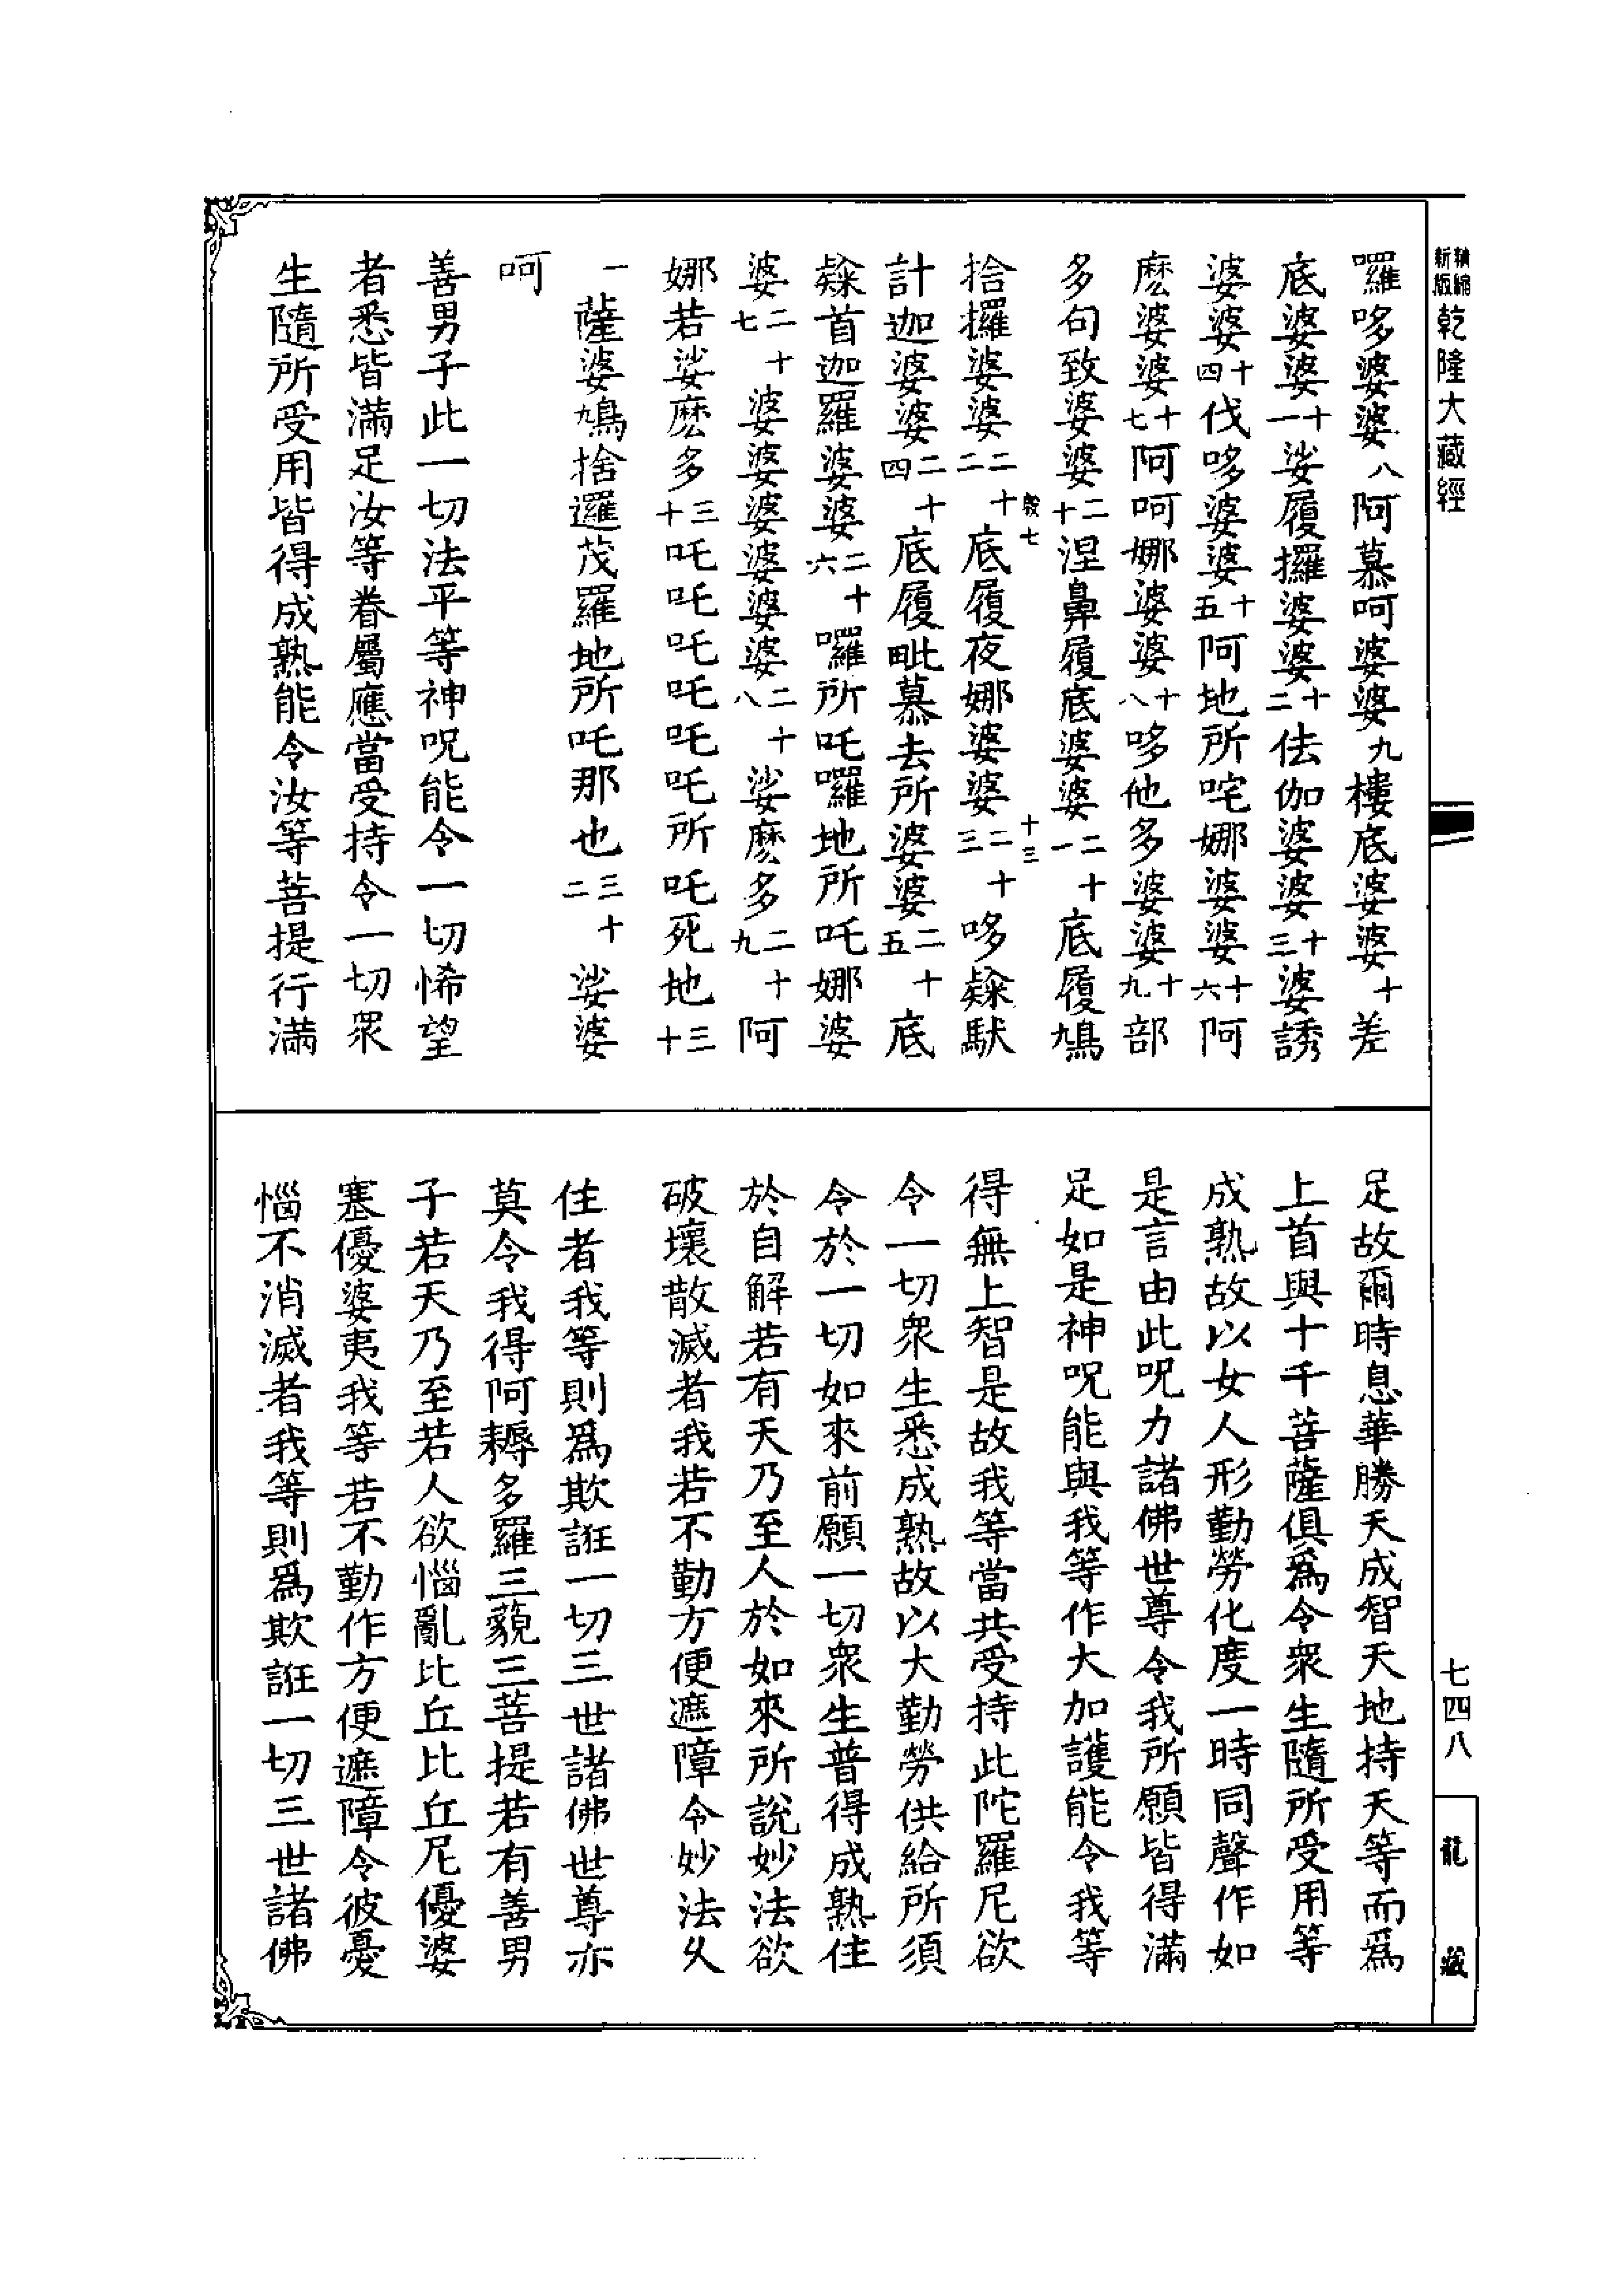 新縮
新版
乾隆大藏經
七四八
龍藏
囉哆婆婆八阿慕呵婆婆九樓底婆婆十差
底婆婆十一娑履攞婆婆十二佉伽婆婆十三婆誘
婆婆十四伐哆婆婆十五阿地所咤娜婆婆十六阿
麽婆婆十七阿呵娜婆婆十八哆他多婆婆十九部
多句致婆婆二十涅鼻履底婆婆二十一底履鳩
捨攞婆婆二十二底履夜娜婆婆二十三哆繇馱
計迦婆婆二十四底履毗慕去所婆婆二十五底
繇首迦羅婆婆二十六囉所吒囉地所吒娜婆
婆二十七婆婆婆婆婆婆二十八娑麽多二十九阿
娜若娑麽多三十吒吒吒吒吒吒所吒死地三十
一薩婆鳩捨邏茂羅地所吒那也三十二娑婆
呵
善男子此一切法平等神呪能令一切悕望
者悉皆滿足汝等眷屬應當受持令一切眾
生隨所受用皆得成熟能令汝等菩提行滿
十三
足故爾時息華勝天成智天地持天等而爲
上首與十千菩薩俱爲令衆生隨所受用等
成熟故以女人形勤勞化度一時同聲作如
是言由此呪力諸佛世尊令我所願皆得滿
足如是神呪能與我等作大加護能令我等
得無上智是故我等當共受持此陀羅尼欲
令一切眾生悉成熟故以大勤勞供給所須
令於一切如來前願一切眾生普得成熟住
於自解若有天乃至人於如來所說妙法欲
破壞散滅者我若不勤方便遮障令妙法久
住者我等則爲欺誑一切三世諸佛世尊亦
莫令我得阿耨多羅三藐三菩提若有善男
子若天乃至若人欲惱亂比丘比丘尼優婆
塞優婆夷我等若不勤作方便遮障令彼憂
惱不消滅者我等則爲欺誑一切三世諸佛